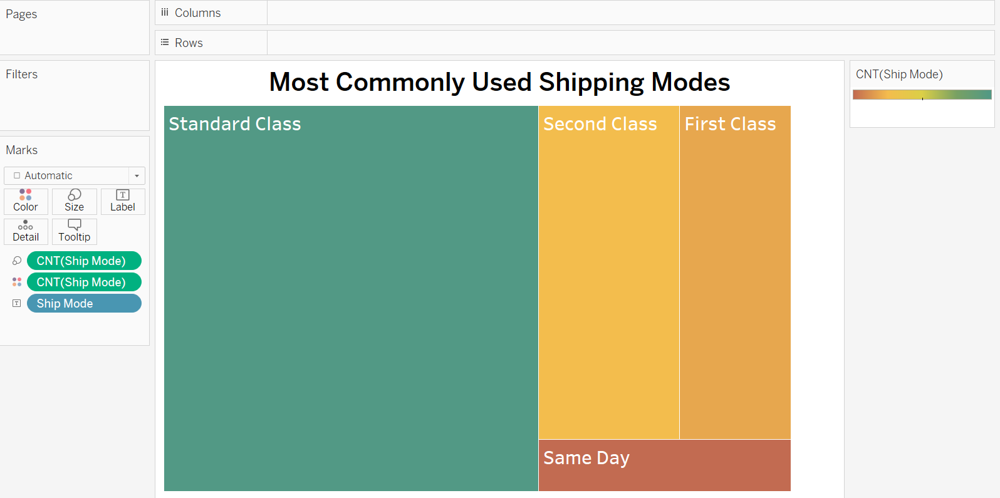 Pages
Columns
Rows
Filters
Marks
Automatic
Color
Size
Label
Detail
Tooltip
CNT(Ship Mode)
CNT(Ship Mode)
Ship Mode
Most Commonly Used Shipping Modes
Standard Class
Second Class
First Class
Same Day
CNT(Ship Mode)